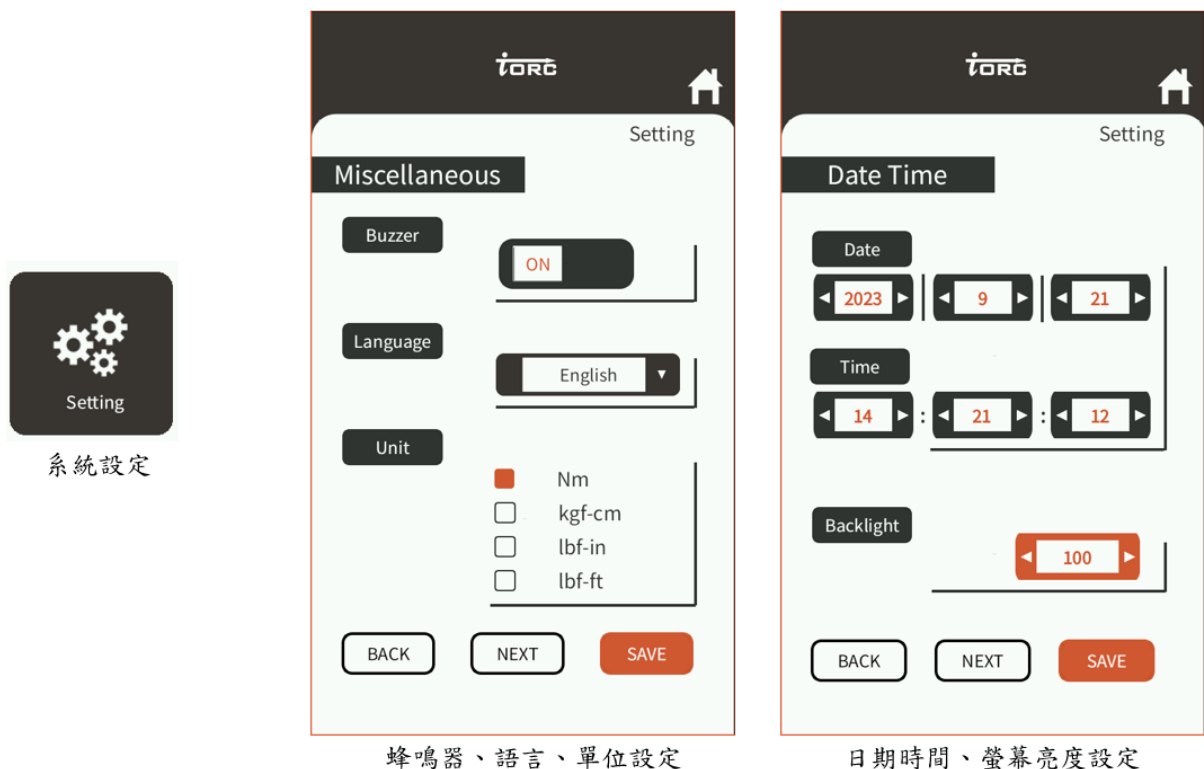 Setting
系統設定
iTORC
Setting
Miscellaneous
Buzzer
ON
Language
English
Unit
Nm
kgf-cm
lbf-in
lbf-ft
BACK NEXT SAVE
蜂鳴器、語言、單位設定
iTORC
Setting
Date Time
Date
2023 9 21
Time
14 : 21 : 12
Backlight
100
BACK NEXT SAVE
日期時間、螢幕亮度設定